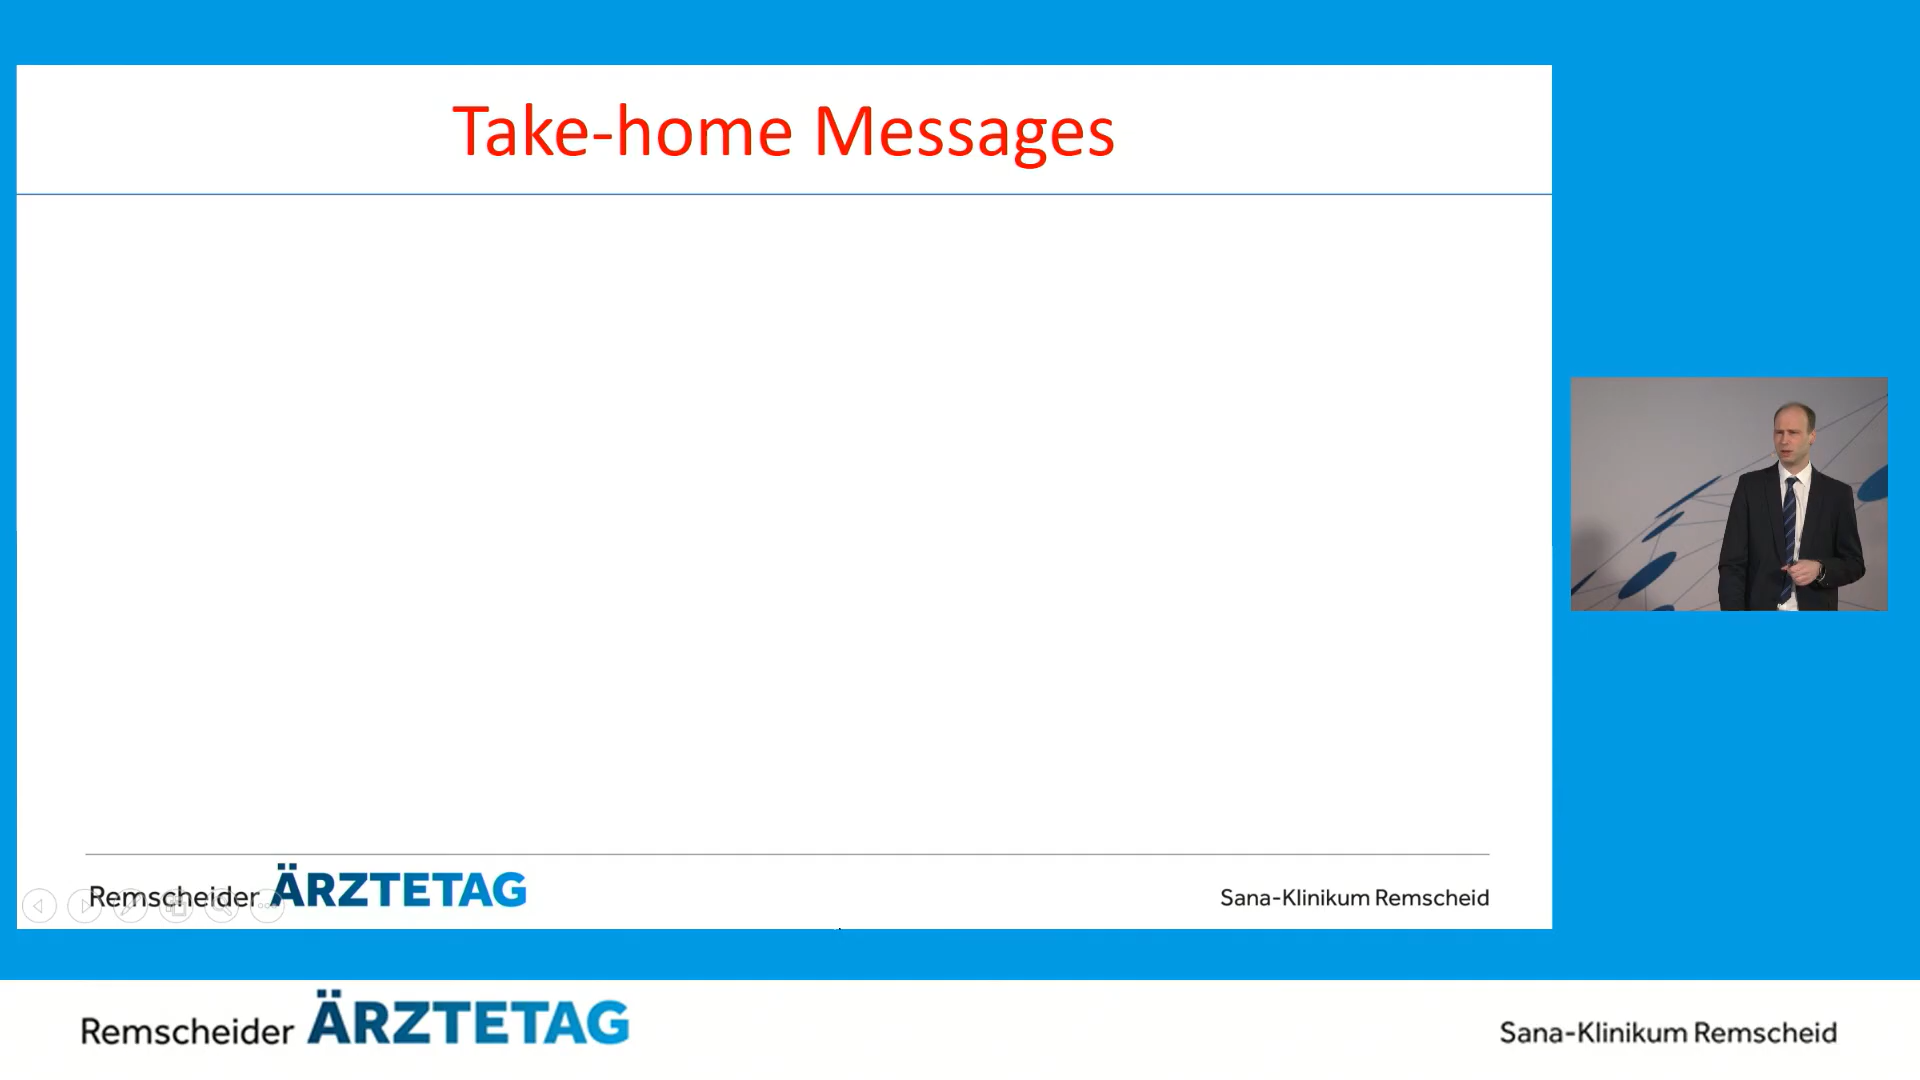 Take-home Messages
Remscheider ÄRZTETAG
Sana-Klinikum Remscheid
Remscheider ÄRZTETAG
Sana-Klinikum Remscheid